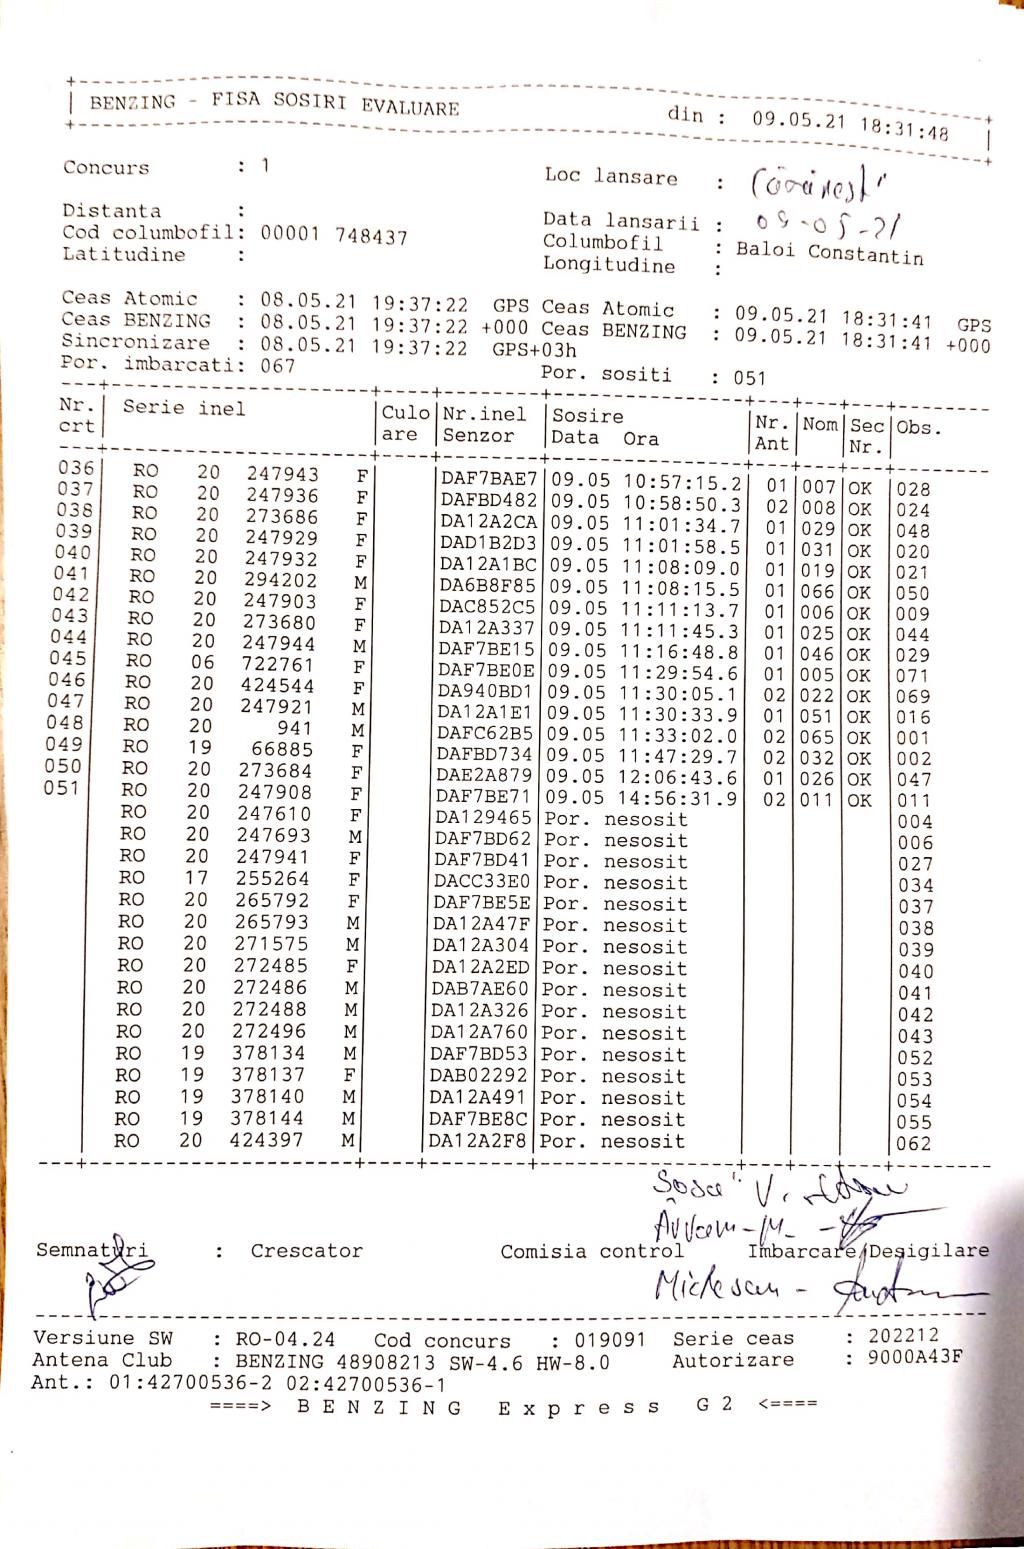 BENZING - FISA SOSIRI EVALUARE din : 09.05.21 18:31:48
Concurs : 1 Loc lansare :
Distanta : Data lansarii : 09-05-21
Cod columbofil: 00001 748437 Columbofil : Baloi Constantin
Latitudine : Longitudine :
Ceas Atomic : 08.05.21 19:37:22 GPS Ceas Atomic : 09.05.21 18:31:41 GPS
Ceas BENZING : 08.05.21 19:37:22 +000 Ceas BENZING : 09.05.21 18:31:41 +000
Sincronizare : 08.05.21 19:37:22 GPS+03h
Por. imbarcati: 067 Por. sositi : 051
Nr. Serie inel Culo Nr.inel Sosire Nr. Nom Sec Obs.
crt are Senzor Data Ora Ant Nr.
036 RO 20 247943 F DAF7BAE7 09.05 10:57:15.2 01 007 OK 028
037 RO 20 247936 F DAFBD482 09.05 10:58:50.3 02 008 OK 024
038 RO 20 273686 F DA12A2CA 09.05 11:01:34.7 01 029 OK 048
039 RO 20 247929 F DAD1B2D3 09.05 11:01:58.5 01 031 OK 020
040 RO 20 247932 F DA12A1BC 09.05 11:08:09.0 01 019 OK 021
041 RO 20 294202 M DA6B8F85 09.05 11:08:15.5 01 066 OK 050
042 RO 20 247903 F DAC852C5 09.05 11:11:13.7 01 006 OK 009
043 RO 20 273680 F DA12A337 09.05 11:11:45.3 01 025 OK 044
044 RO 20 247944 M DAF7BE15 09.05 11:16:48.8 01 046 OK 029
045 RO 06 722761 F DAF7BE0E 09.05 11:29:54.6 01 005 OK 071
046 RO 20 424544 F DA940BD1 09.05 11:30:05.1 02 022 OK 069
047 RO 20 247921 M DA12A1E1 09.05 11:30:33.9 01 051 OK 016
048 RO 20 941 M DAFC62B5 09.05 11:33:02.0 02 065 OK 001
049 RO 19 66885 F DAFBD734 09.05 11:47:29.7 02 032 OK 002
050 RO 20 273684 F DAE2A879 09.05 12:06:43.6 01 026 OK 047
051 RO 20 247908 F DAF7BE71 09.05 14:56:31.9 02 011 OK 011
RO 20 247610 F DA129465 Por. nesosit 004
RO 20 247693 M DAF7BD62 Por. nesosit 006
RO 20 247941 F DAF7BD41 Por. nesosit 027
RO 17 255264 F DACC33E0 Por. nesosit 034
RO 20 265792 F DAF7BE5E Por. nesosit 037
RO 20 265793 M DA12A47F Por. nesosit 038
RO 20 271575 M DA12A304 Por. nesosit 039
RO 20 272485 F DA12A2ED Por. nesosit 040
RO 20 272486 M DAB7AE60 Por. nesosit 041
RO 20 272488 M DA12A326 Por. nesosit 042
RO 20 272496 M DA12A760 Por. nesosit 043
RO 19 378134 M DAF7BD53 Por. nesosit 052
RO 19 378137 F DAB02292 Por. nesosit 053
RO 19 378140 M DA12A491 Por. nesosit 054
RO 19 378144 M DAF7BE8C Por. nesosit 055
RO 20 424397 M DA12A2F8 Por. nesosit 062
Semnaturi : Crescator Comisia control Imbarcare/Desigilare
Versiune SW : RO-04.24 Cod concurs : 019091 Serie ceas : 202212
Antena Club : BENZING 48908213 SW-4.6 HW-8.0 Autorizare : 9000A43F
Ant.: 01:42700536-2 02:42700536-1
====> BENZING Express G2 <====